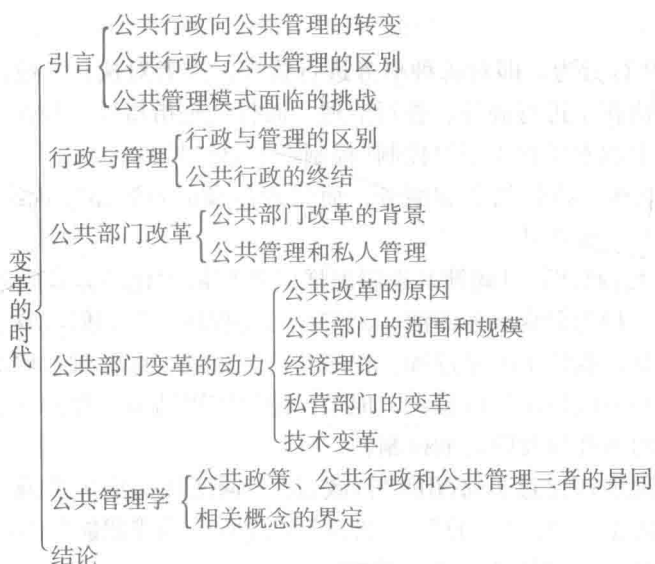 变革的时代
引言
公共行政向公共管理的转变
公共行政与公共管理的区别
公共管理模式面临的挑战
行政与管理
行政与管理的区别
公共行政的终结
公共部门改革
公共部门改革的背景
公共管理和私人管理
公共部门变革的动力
公共改革的原因
公共部门的范围和规模
经济理论
私营部门的变革
技术变革
公共管理学
公共政策、公共行政和公共管理三者的异同
相关概念的界定
结论